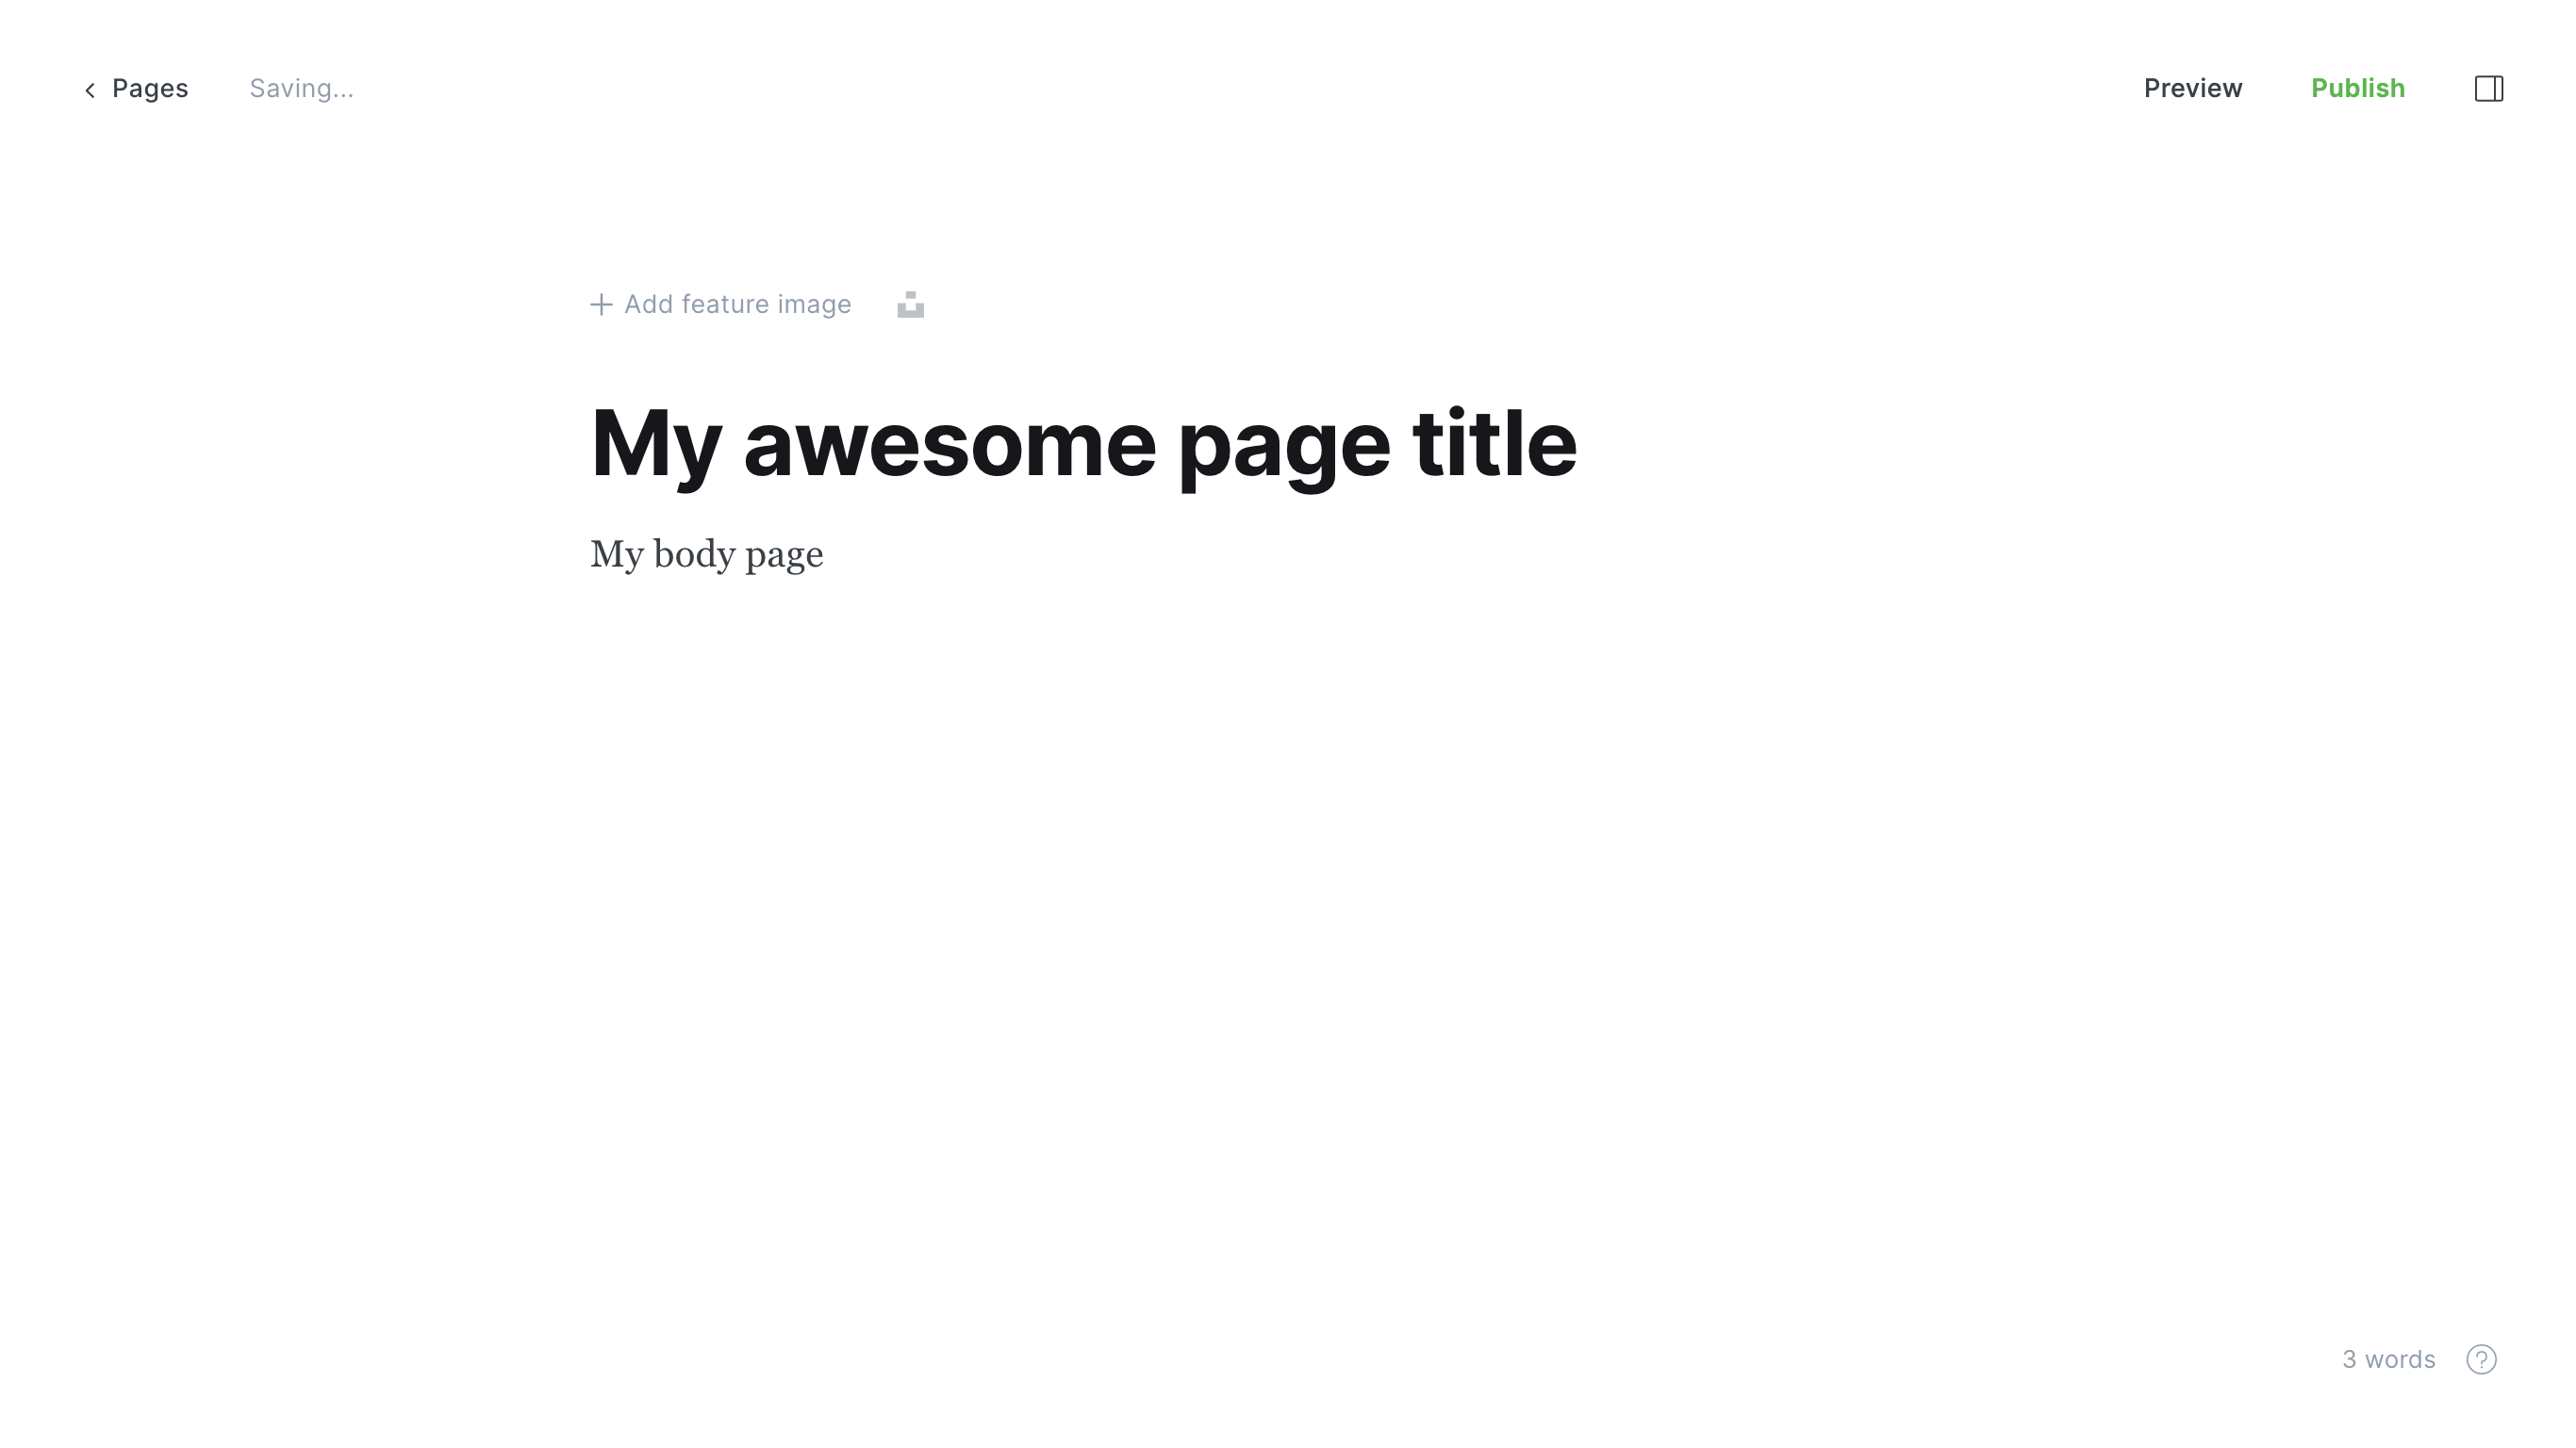 Pages
Saving...
Preview
Publish
Add feature image
My awesome page title
My body page
3 words
?